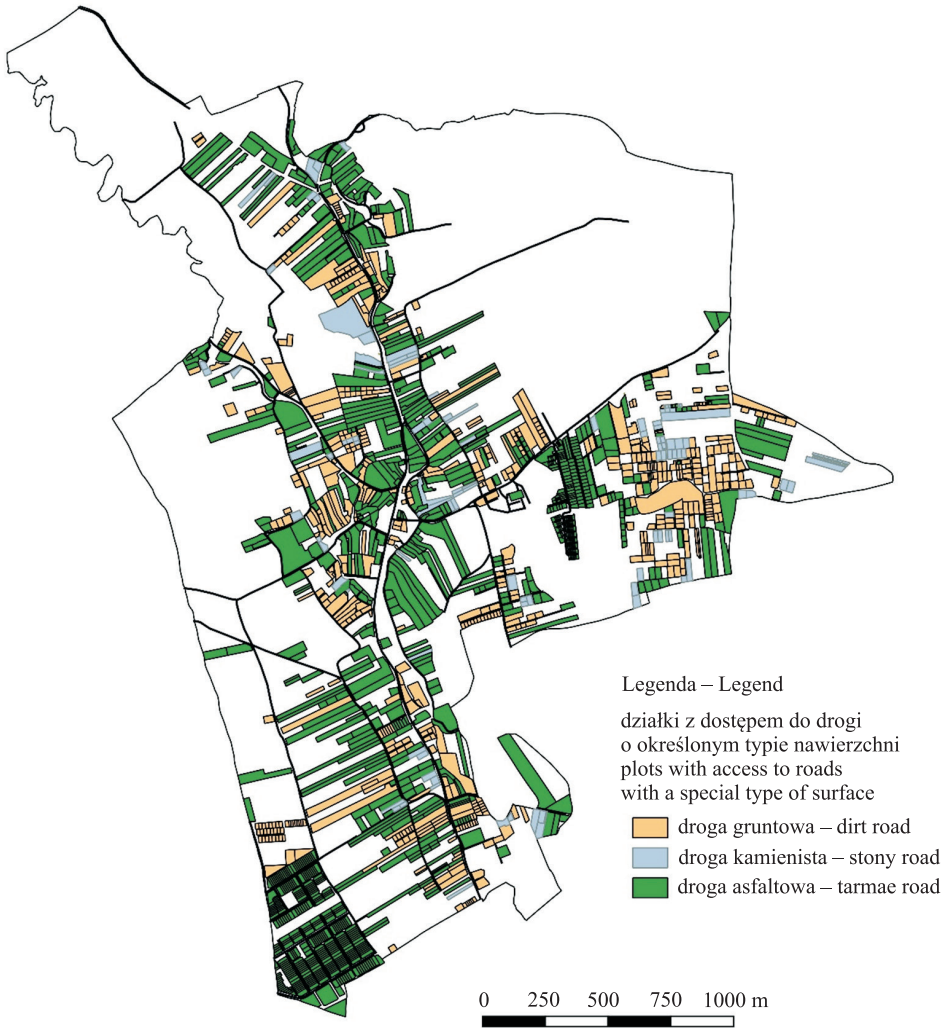 Legenda – Legend
działki z dostępem do drogi
o określonym typie nawierzchni
plots with access to roads
with a special type of surface
droga gruntowa – dirt road
droga kamienista – stony road
droga asfaltowa – tarmae road
0 250 500 750 1000 m